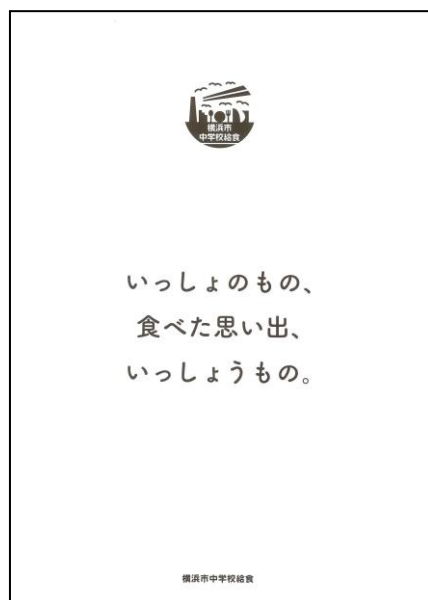 横浜市
中学校給食
いっしょのもの、
食べた思い出、
いっしょうもの。
横浜市中学校給食